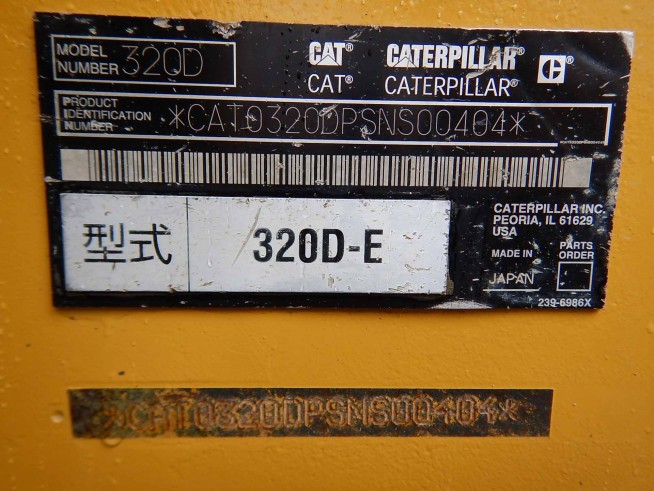 MODEL NUMBER 320D
CAT® CATERPILLAR®
CAT® CATERPILLAR®
PRODUCT IDENTIFICATION NUMBER *CAT0320DPSNS00404*
型式 320D-E
CATERPILLAR INC.
PEORIA, IL 61629
USA
MADE IN JAPAN
PARTS ORDER
239-6986X
*CAT0320DPSNS00404*